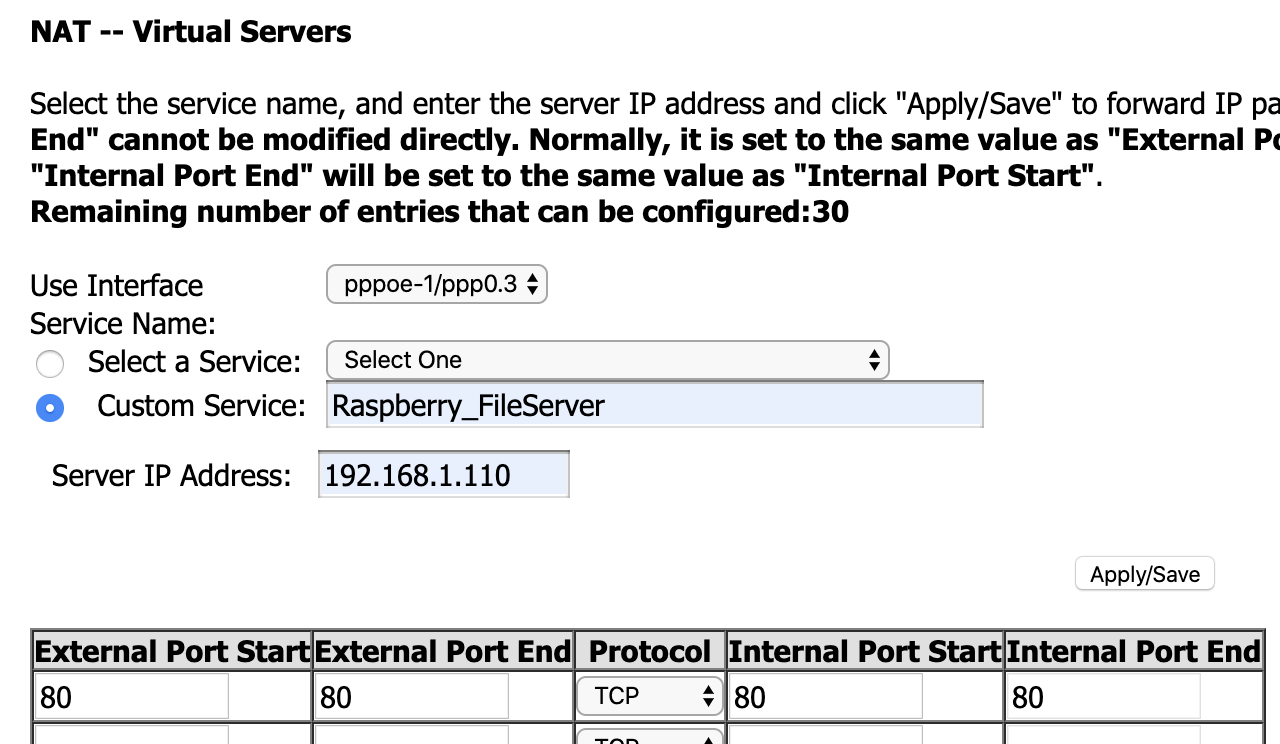 NAT -- Virtual Servers
Select the service name, and enter the server IP address and click "Apply/Save" to forward IP pa
End" cannot be modified directly. Normally, it is set to the same value as "External Po
"Internal Port End" will be set to the same value as "Internal Port Start".
Remaining number of entries that can be configured:30
Use Interface pppoe-1/ppp0.3
Service Name:
Select a Service: Select One
Custom Service: Raspberry_FileServer
Server IP Address: 192.168.1.110
Apply/Save
External Port Start External Port End Protocol Internal Port Start Internal Port End
80 80 TCP 80 80
TCP